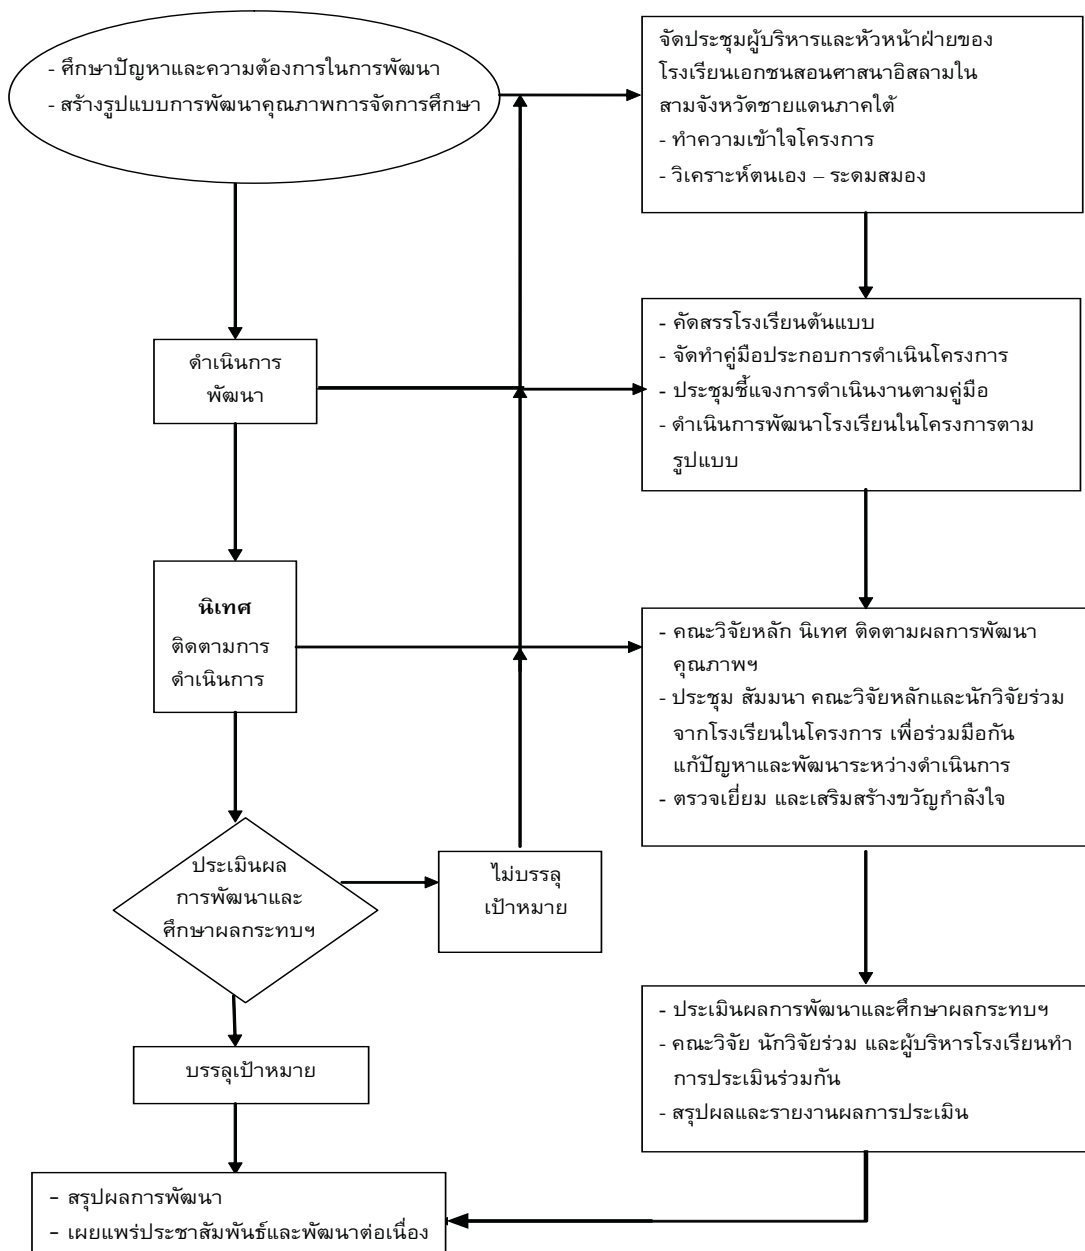 - ศึกษาปัญหาและความต้องการในการพัฒนา
- สร้างรูปแบบการพัฒนาคุณภาพการจัดการศึกษา
จัดประชุมผู้บริหารและหัวหน้าฝ่ายของ
โรงเรียนเอกชนสอนศาสนาอิสลามใน
สามจังหวัดชายแดนภาคใต้
- ทำความเข้าใจโครงการ
- วิเคราะห์ตนเอง – ระดมสมอง
ดำเนินการ
พัฒนา
- คัดสรรโรงเรียนต้นแบบ
- จัดทำคู่มือประกอบการดำเนินโครงการ
- ประชุมชี้แจงการดำเนินงานตามคู่มือ
- ดำเนินการพัฒนาโรงเรียนในโครงการตาม
รูปแบบ
นิเทศ
ติดตามการ
ดำเนินการ
- คณะวิจัยหลัก นิเทศ ติดตามผลการพัฒนา
คุณภาพฯ
- ประชุม สัมมนา คณะวิจัยหลักและนักวิจัยร่วม
จากโรงเรียนในโครงการ เพื่อร่วมมือกัน
แก้ปัญหาและพัฒนาระหว่างดำเนินการ
- ตรวจเยี่ยม และเสริมสร้างขวัญกำลังใจ
ประเมินผล
การพัฒนาและ
ศึกษาผลกระทบฯ
ไม่บรรลุ
เป้าหมาย
- ประเมินผลการพัฒนาและศึกษาผลกระทบฯ
- คณะวิจัย นักวิจัยร่วม และผู้บริหารโรงเรียนทำ
การประเมินร่วมกัน
- สรุปผลและรายงานผลการประเมิน
บรรลุเป้าหมาย
- สรุปผลการพัฒนา
- เผยแพร่ประชาสัมพันธ์และพัฒนาต่อเนื่อง